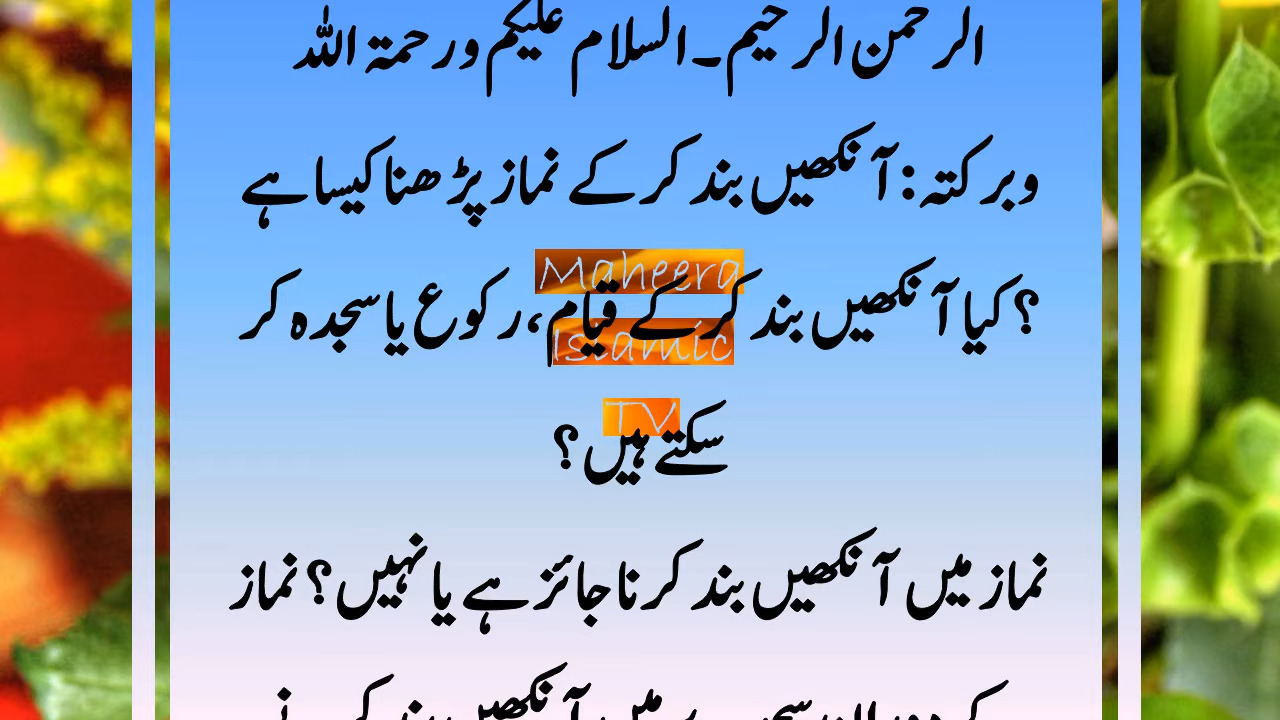 الرحمن الرحیم۔السلام علیکم ورحمۃ اللہ
وبرکتہ:آنکھیں بند کر کے نماز پڑھنا کیسا ہے
Maheera
؟کیا آنکھیں بند کر کے قیام،رکوع یا سجدہ کر
Islamic
TV
سکتے ہیں؟
نماز میں آنکھیں بند کرنا جائز ہے یا نہیں؟نماز